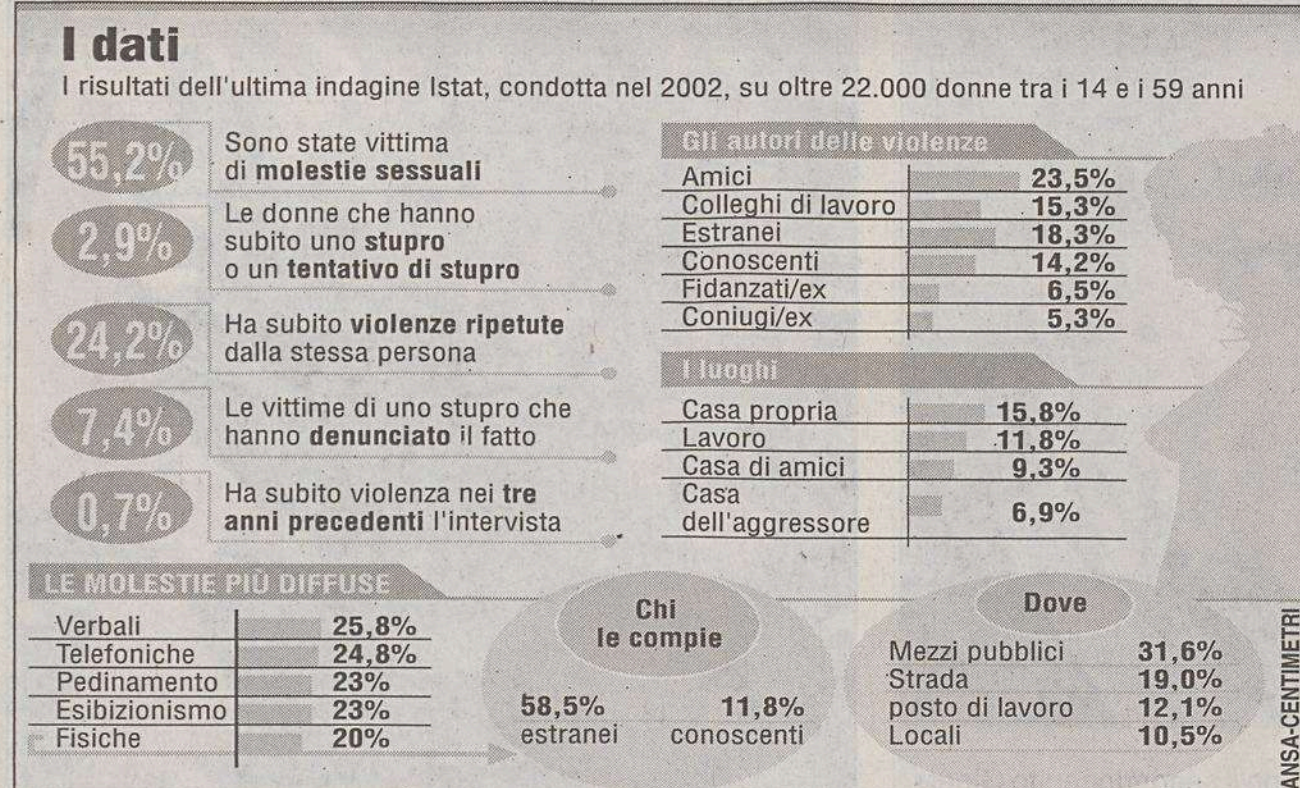 I dati
I risultati dell'ultima indagine Istat, condotta nel 2002, su oltre 22.000 donne tra i 14 e i 59 anni
55,2%
Sono state vittima
di molestie sessuali
2,9%
Le donne che hanno
subito uno stupro
o un tentativo di stupro
24,2%
Ha subito violenze ripetute
dalla stessa persona
7,4%
Le vittime di uno stupro che
hanno denunciato il fatto
0,7%
Ha subito violenza nei tre
anni precedenti l'intervista
Gli autori delle violenze
Amici 23,5%
Colleghi di lavoro 15,3%
Estranei 18,3%
Conoscenti 14,2%
Fidanzati/ex 6,5%
Coniugi/ex 5,3%
I luoghi
Casa propria 15,8%
Lavoro 11,8%
Casa di amici 9,3%
Casa
dell'aggressore 6,9%
LE MOLESTIE PIÙ DIFFUSE
Verbali 25,8%
Telefoniche 24,8%
Pedinamento 23%
Esibizionismo 23%
Fisiche 20%
Chi
le compie
58,5% 11,8%
estranei conoscenti
Dove
Mezzi pubblici 31,6%
Strada 19,0%
posto di lavoro 12,1%
Locali 10,5%
ANSA-CENTIMETRI